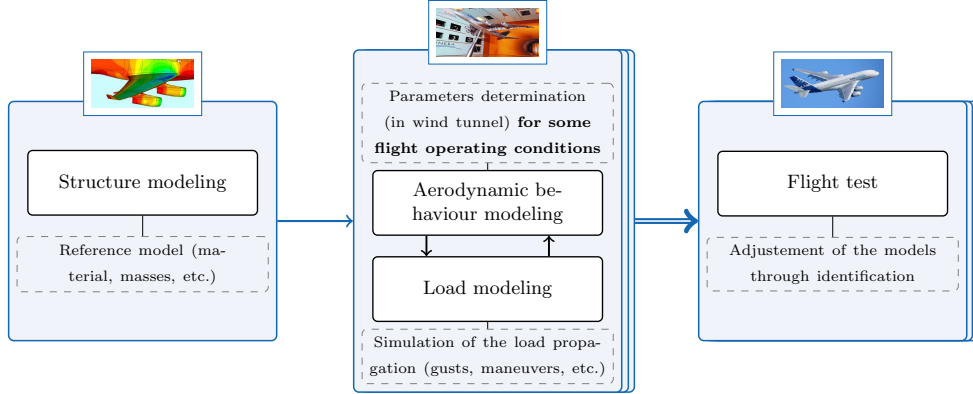 Structure modeling
Reference model (ma-
terial, masses, etc.)
Parameters determination
(in wind tunnel) for some
flight operating conditions
Aerodynamic be-
haviour modeling
Load modeling
Simulation of the load propa-
gation (gusts, maneuvers, etc.)
Flight test
Adjustement of the models
through identification